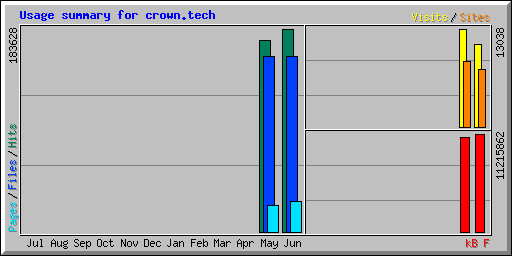 Usage summary for crown.tech
Visits / Sites
183628
13038
Pages / Files / Hits
11215862
Jul Aug Sep Oct Nov Dec Jan Feb Mar Apr May Jun
kB F